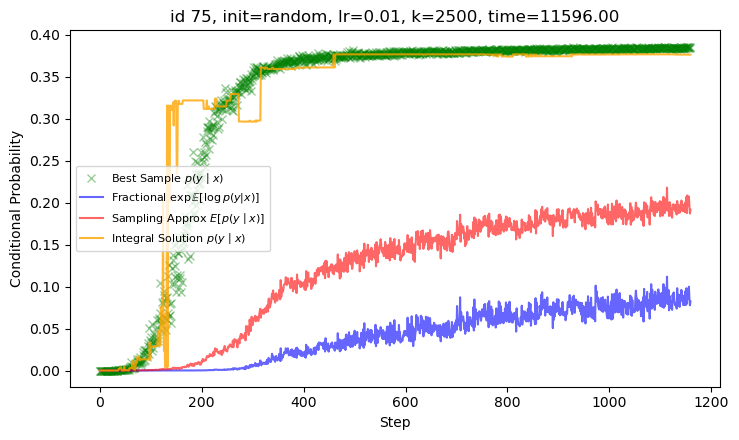 id 75, init=random, lr=0.01, k=2500, time=11596.00
Conditional Probability
0.40
0.35
0.30
0.25
0.20
0.15
0.10
0.05
0.00
Best Sample p(y | x)
Fractional exp E[log p(y|x)]
Sampling Approx E[p(y | x)]
Integral Solution p(y | x)
0 200 400 600 800 1000 1200
Step